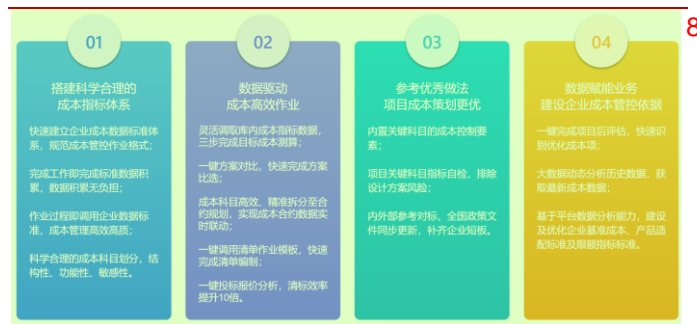 8
01
搭建科学合理的
成本指标体系
快速建立企业成本数据标准体
系，规范成本管控作业格式；
完成工作即完成标准数据积
累，数据积累无负担；
作业过程即调用企业数据标
准，成本管理高效高质；
科学合理的成本科目划分，结
构性、功能性、敏感性。
02
数据驱动
成本高效作业
灵活调取库内成本指标数据，
三步完成目标成本测算；
一键方案对比，快速完成方案
比选；
成本科目高效、精准拆分至合
约规划，实现成本合约数据实
时联动；
一键调用清单作业模板，快速
完成清单编制；
一键投标报价分析，清标效率
提升10倍。
03
参考优秀做法
项目成本策划更优
内置关键科目的成本控制要
素；
项目关键科目指标自检，排除
设计方案风险；
内外部参考对标，全国政策文
件同步更新，补齐企业短板。
04
数据赋能业务
建设企业成本管控依据
一键完成项目后评估、快速识
别优化成本项；
大数据动态分析历史数据，获
取最新成本数据；
基于平台数据分析能力，建设
及优化企业基准成本、产品适
配标准及限额指标标准。